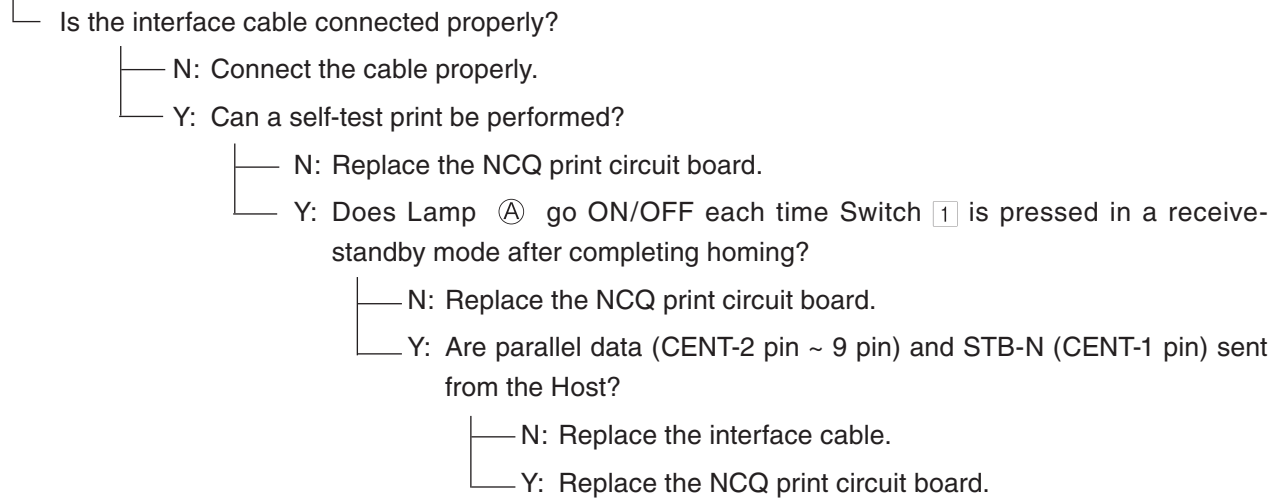 Is the interface cable connected properly?
N: Connect the cable properly.
Y: Can a self-test print be performed?
N: Replace the NCQ print circuit board.
Y: Does Lamp Ⓐ go ON/OFF each time Switch 1 is pressed in a receive-
standby mode after completing homing?
N: Replace the NCQ print circuit board.
Y: Are parallel data (CENT-2 pin ~ 9 pin) and STB-N (CENT-1 pin) sent
from the Host?
N: Replace the interface cable.
Y: Replace the NCQ print circuit board.